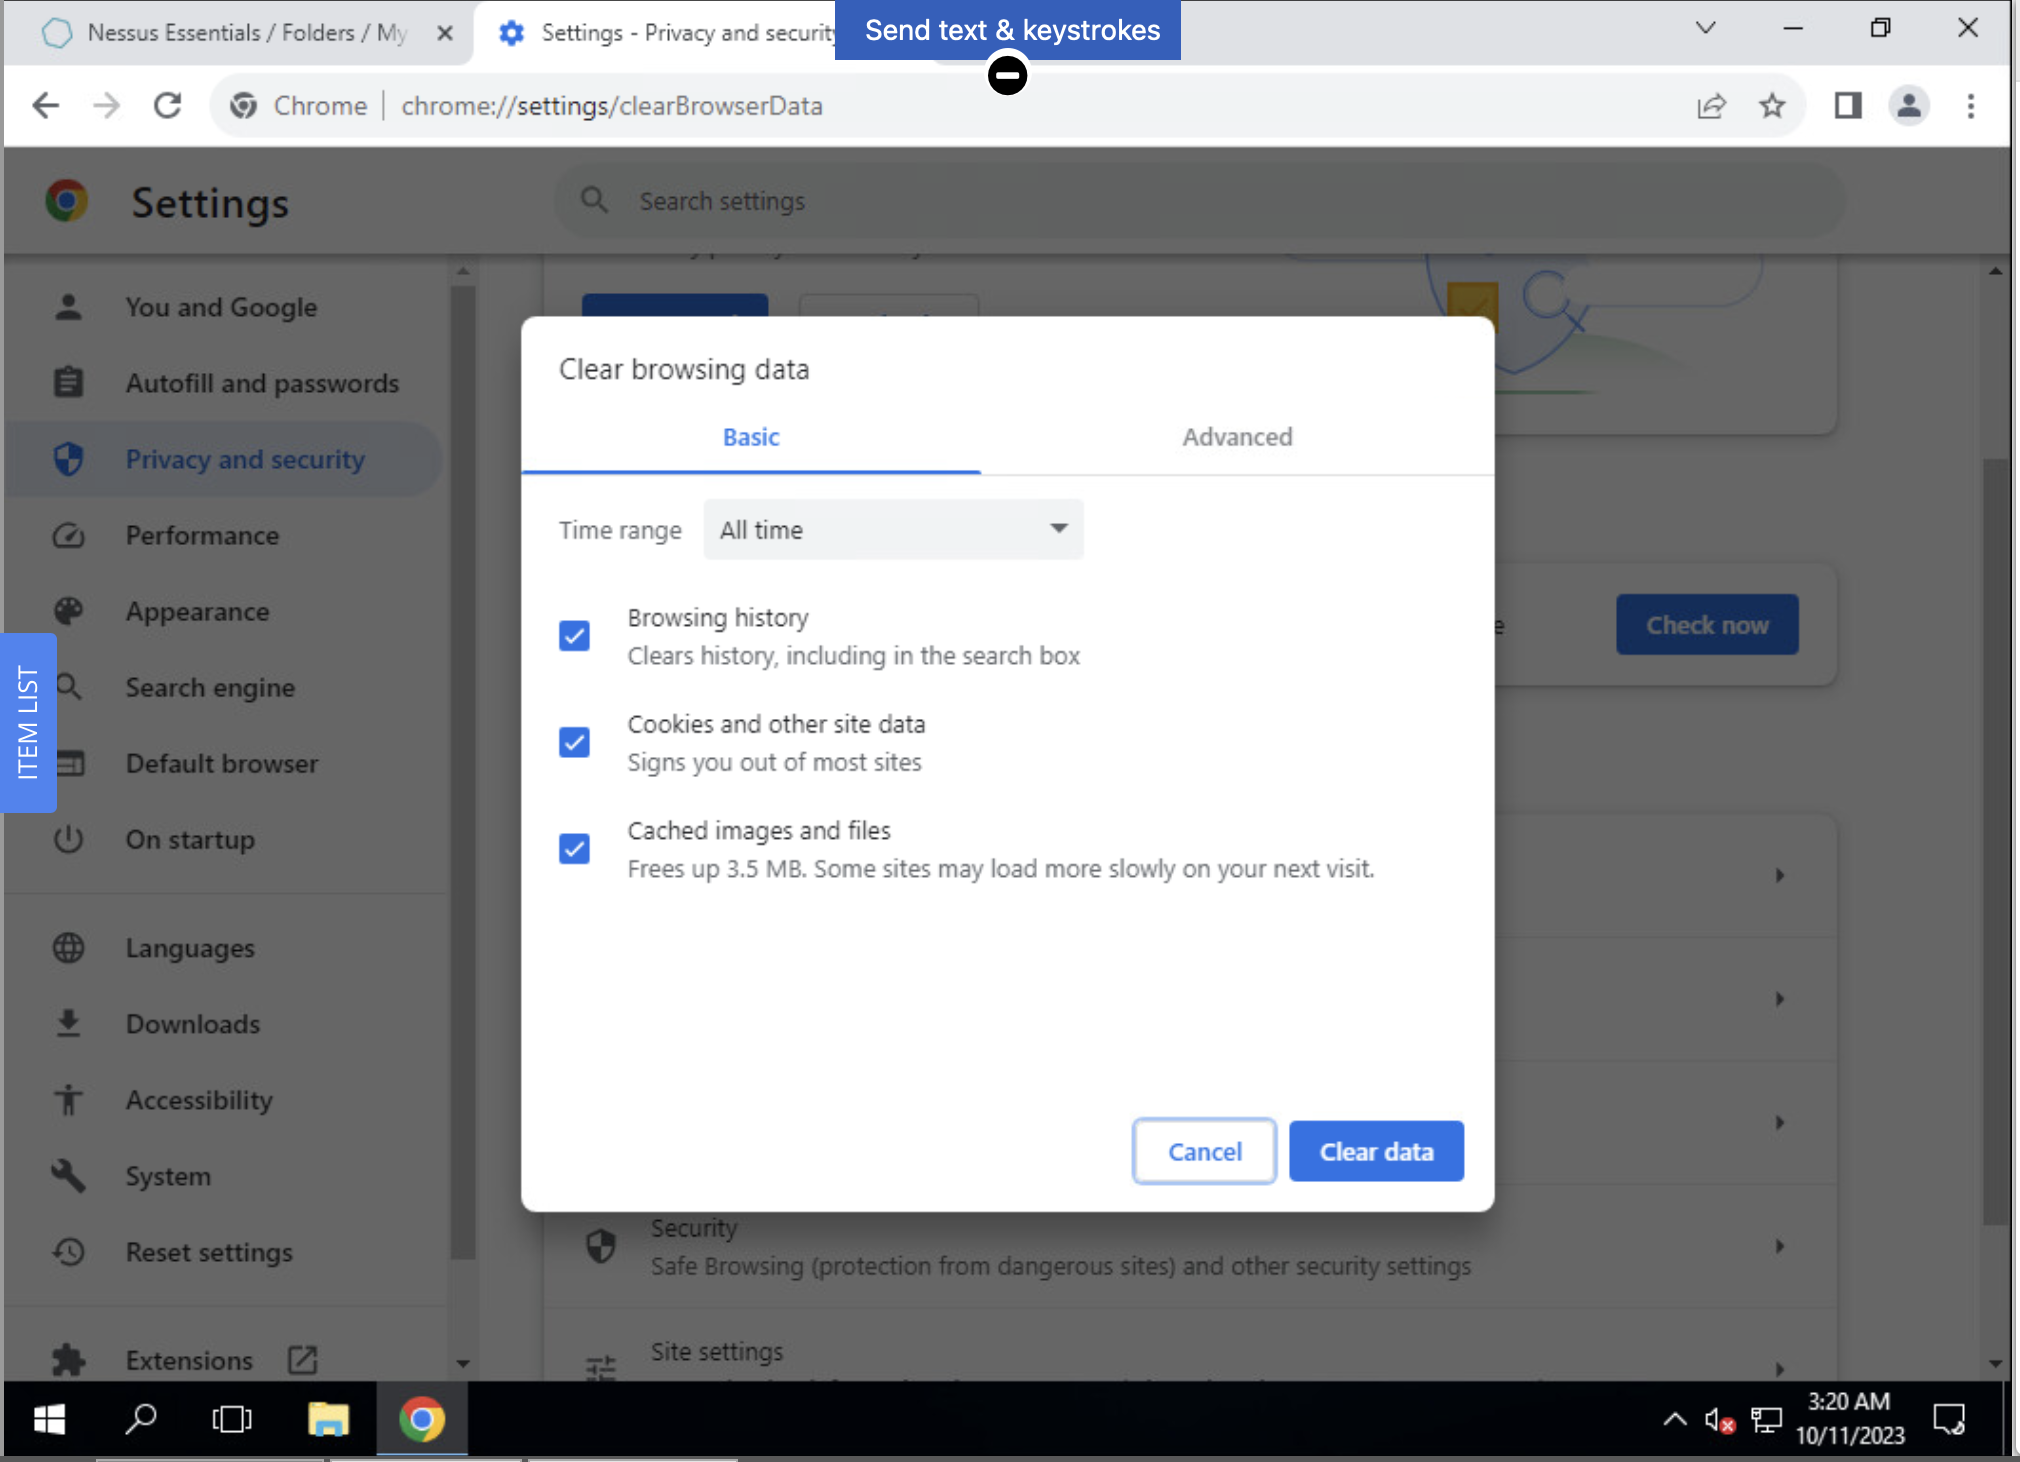 Nessus Essentials / Folders / My
Settings - Privacy and security
Send text & keystrokes
Chrome
chrome://settings/clearBrowserData
Settings
Search settings
You and Google
Autofill and passwords
Privacy and security
Performance
Appearance
Search engine
Default browser
On startup
Languages
Downloads
Accessibility
System
Reset settings
Extensions
ITEM LIST
Clear browsing data
Basic
Advanced
Time range
All time
Browsing history
Clears history, including in the search box
Cookies and other site data
Signs you out of most sites
Cached images and files
Frees up 3.5 MB. Some sites may load more slowly on your next visit.
Cancel
Clear data
Check now
Security
Safe Browsing (protection from dangerous sites) and other security settings
Site settings
3:20 AM
10/11/2023